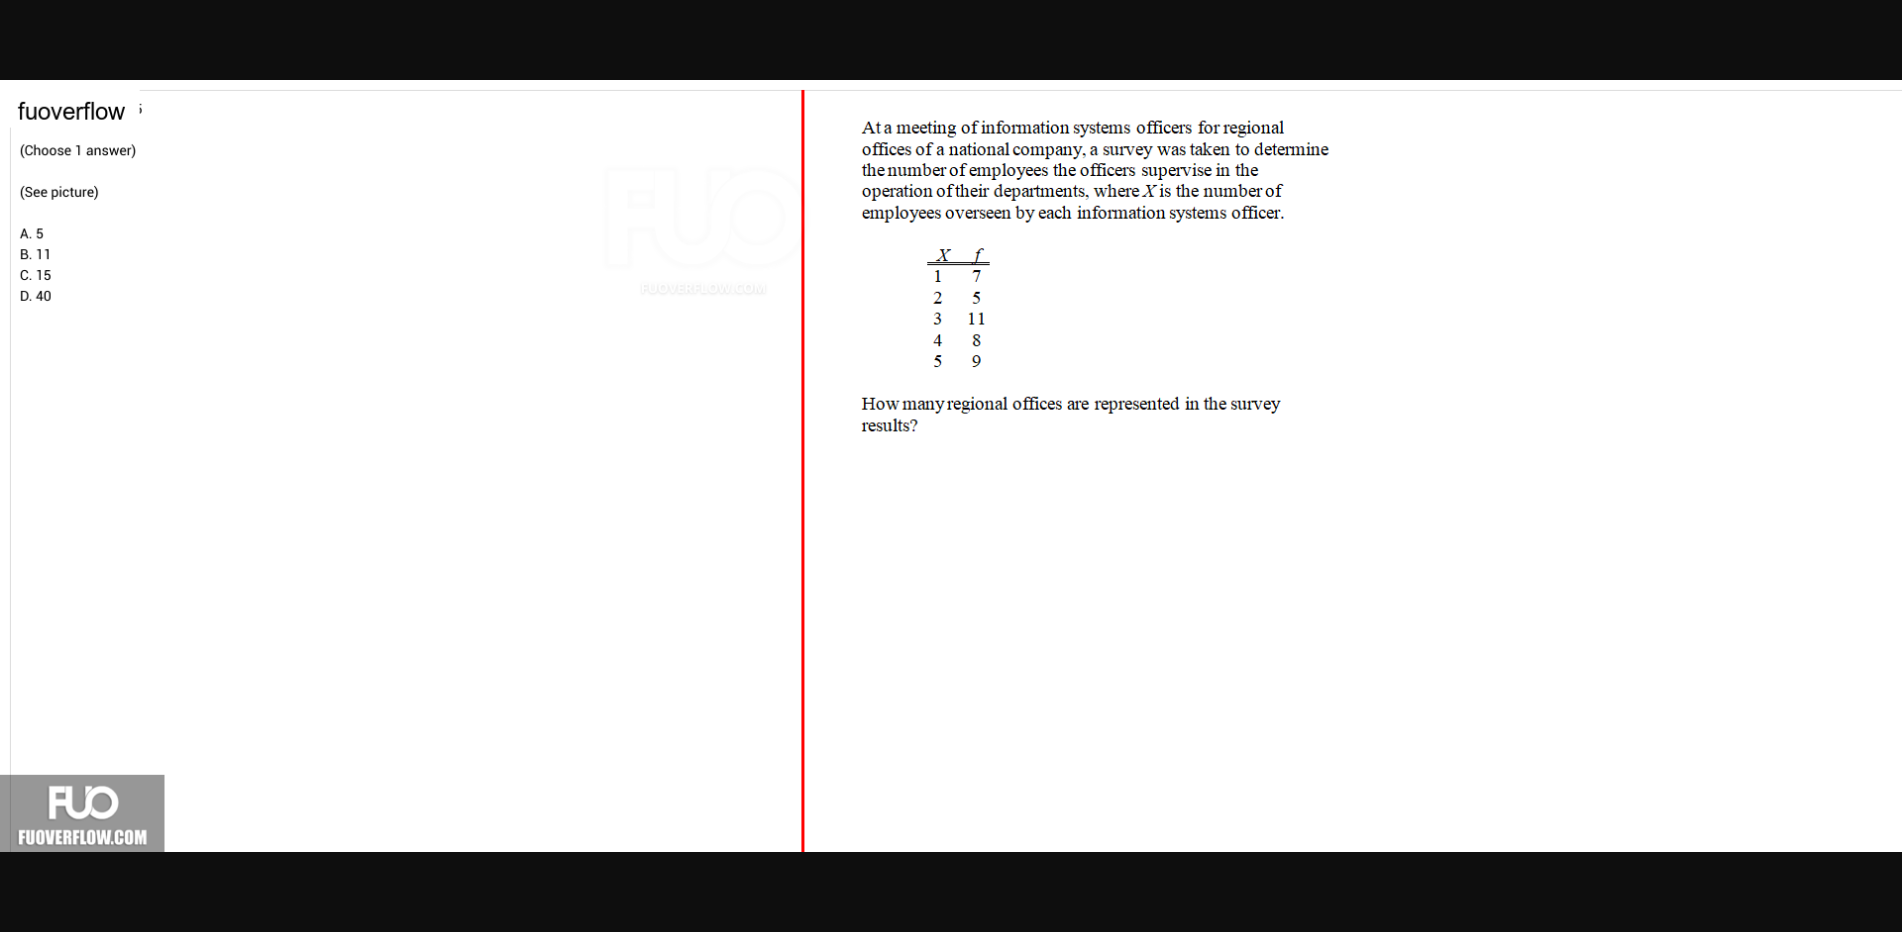 fuoverflow
(Choose 1 answer)
(See picture)
A. 5
B. 11
C. 15
D. 40
FUO
FUOVERFLOW.COM
At a meeting of information systems officers for regional
offices of a national company, a survey was taken to determine
the number of employees the officers supervise in the
operation of their departments, where X is the number of
employees overseen by each information systems officer.
X f
1 7
2 5
3 11
4 8
5 9
How many regional offices are represented in the survey
results?
FUO
FUOVERFLOW.COM